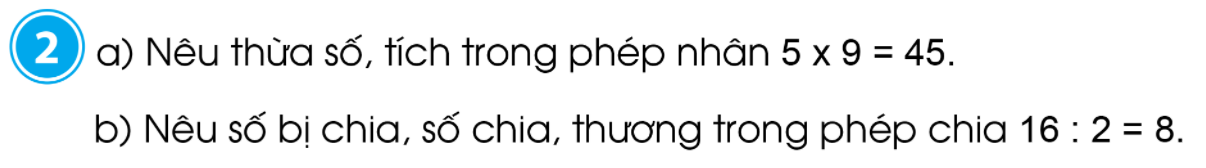 2 a) Nêu thừa số, tích trong phép nhân 5 x 9 = 45.
b) Nêu số bị chia, số chia, thương trong phép chia 16 : 2 = 8.